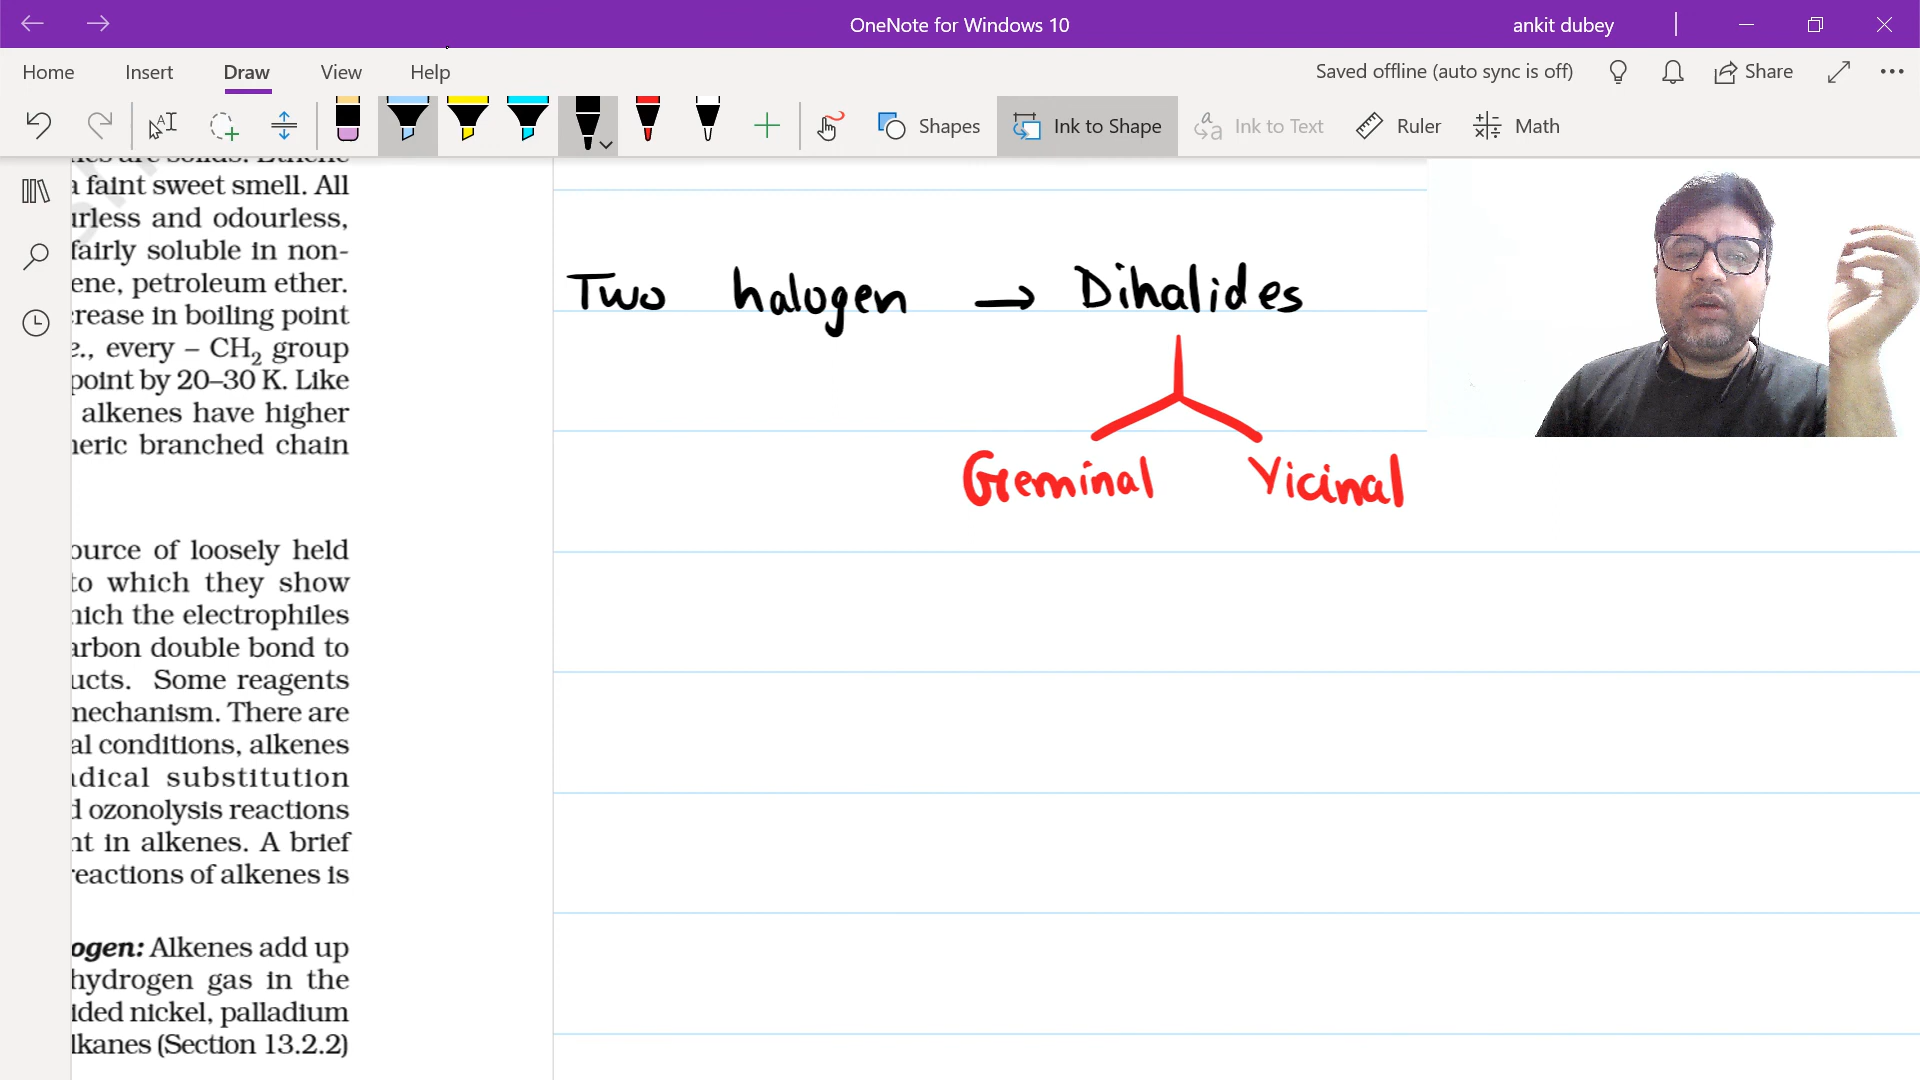 OneNote for Windows 10
ankit dubey
Home Insert Draw View Help
Saved offline (auto sync is off) Share
Shapes Ink to Shape Ink to Text Ruler Math
a faint sweet smell. All
urless and odourless,
fairly soluble in non-
ene, petroleum ether.
crease in boiling point
e., every – CH₂ group
point by 20–30 K. Like
alkenes have higher
meric branched chain
ource of loosely held
to which they show
hich the electrophiles
arbon double bond to
ucts. Some reagents
mechanism. There are
al conditions, alkenes
adical substitution
d ozonolysis reactions
nt in alkenes. A brief
reactions of alkenes is
ogen: Alkenes add up
hydrogen gas in the
ided nickel, palladium
lkanes (Section 13.2.2)
Two halogen → Dihalides
Greminal Vicinal